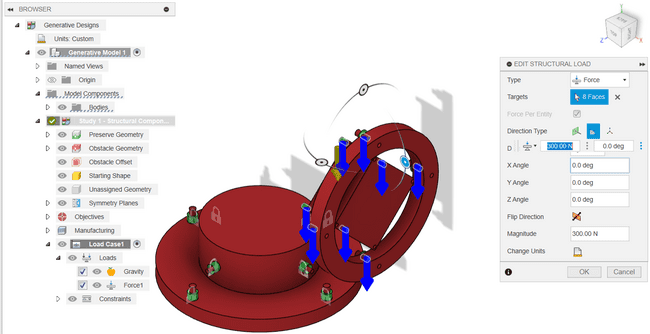 BROWSER
Generative Designs
Units: Custom
Generative Model 1
Named Views
Origin
Model Components
Bodies
Study 1 - Structural Compon...
Preserve Geometry
Obstacle Geometry
Obstacle Offset
Starting Shape
Unassigned Geometry
Symmetry Planes
Objectives
Manufacturing
Load Case1
Loads
Gravity
Force1
Constraints
EDIT STRUCTURAL LOAD
Type Force
Targets 8 Faces
Force Per Entity
Direction Type
D 300.00 N 0.0 deg
X Angle 0.0 deg
Y Angle 0.0 deg
Z Angle 0.0 deg
Flip Direction
Magnitude 300.00 N
Change Units
OK Cancel